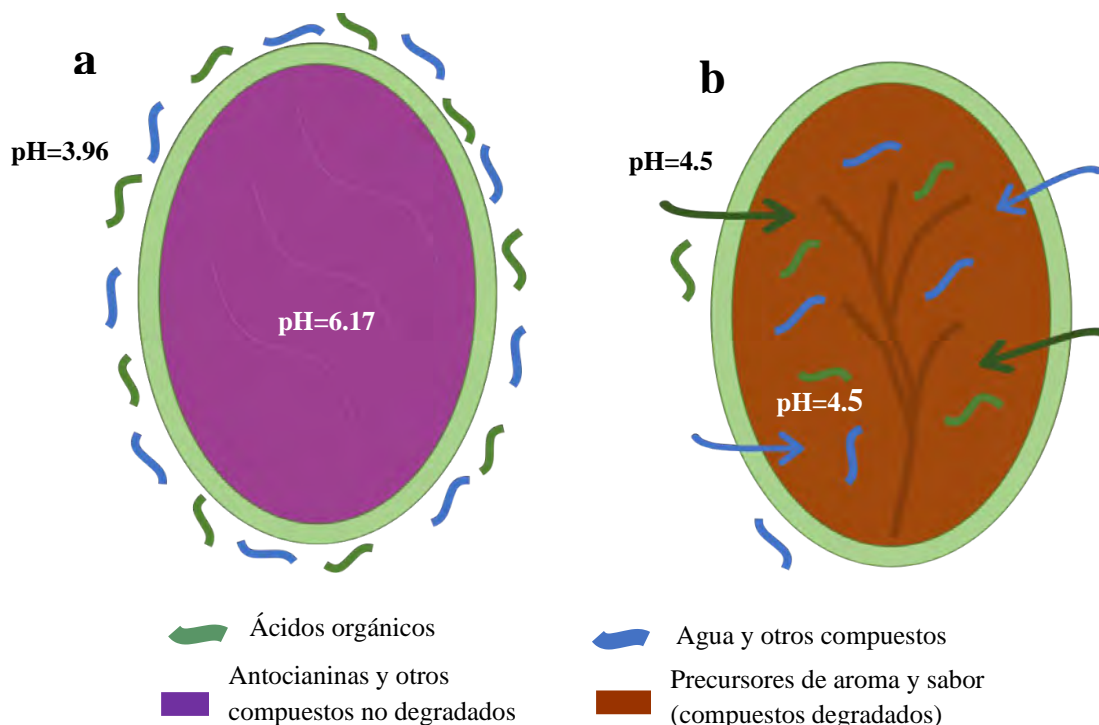 a
b
pH=3.96
pH=4.5
pH=6.17
pH=4.5
Ácidos orgánicos
Agua y otros compuestos
Antocianinas y otros
compuestos no degradados
Precursores de aroma y sabor
(compuestos degradados)